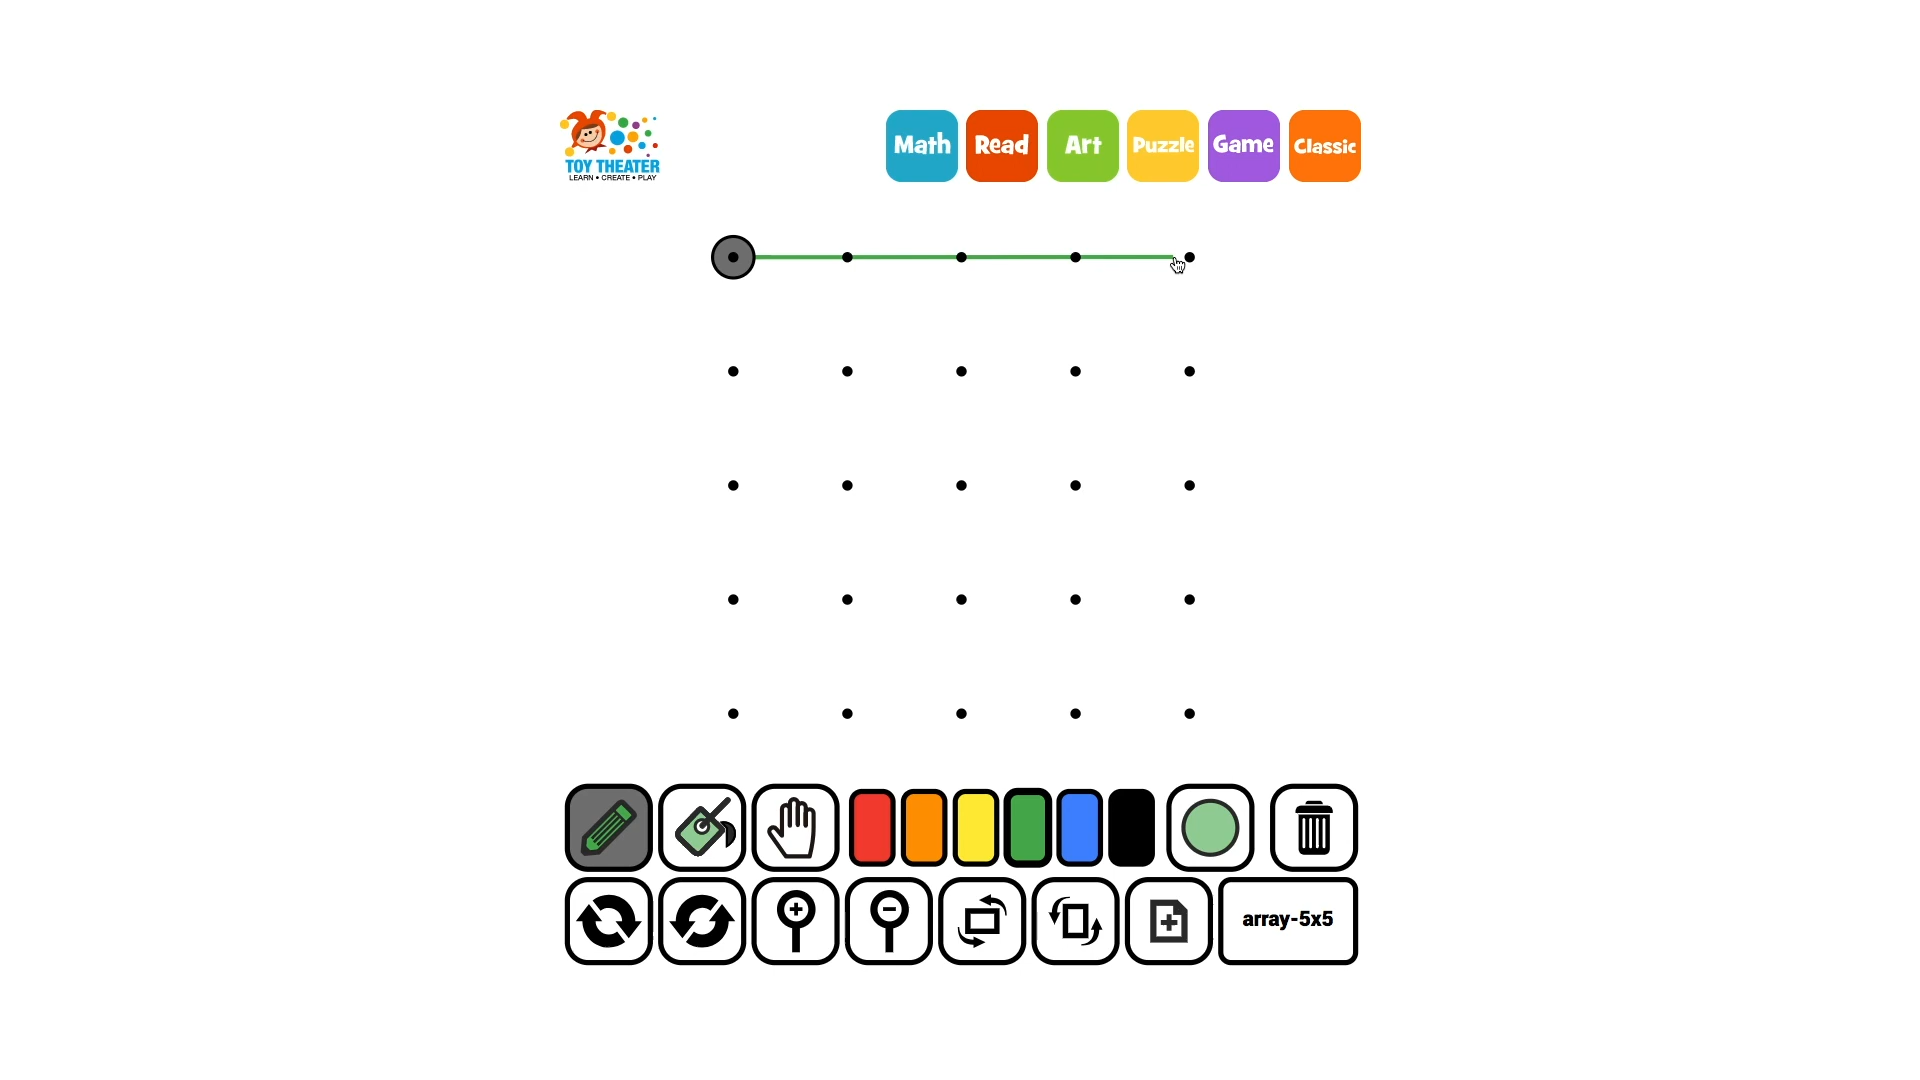 TOY THEATER
LEARN • CREATE • PLAY
Math
Read
Art
Puzzle
Game
Classic
array-5x5